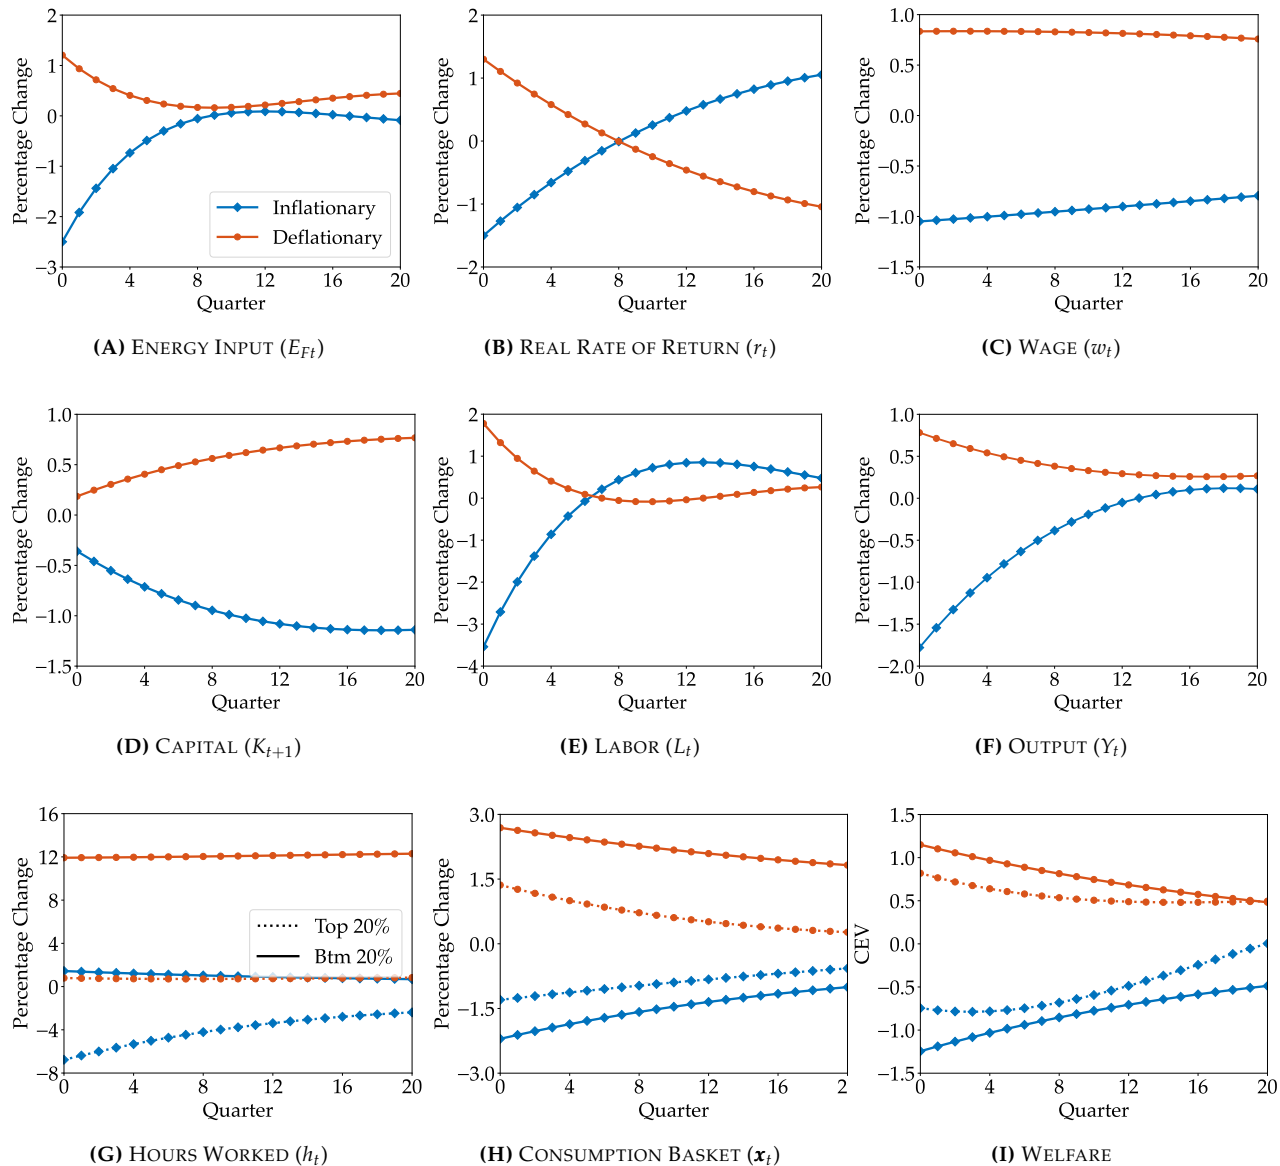 2
1
0
−1
−2
−3
0 4 8 12 16 20
Percentage Change
Quarter
Inflationary
Deflationary
(A) ENERGY INPUT (E_Ft)
2
1
0
−1
−2
0 4 8 12 16 20
Percentage Change
Quarter
(B) REAL RATE OF RETURN (r_t)
1.0
0.5
0.0
−0.5
−1.0
−1.5
0 4 8 12 16 20
Percentage Change
Quarter
(C) WAGE (w_t)
1.0
0.5
0.0
−0.5
−1.0
−1.5
0 4 8 12 16 20
Percentage Change
Quarter
(D) CAPITAL (K_t+1)
2
1
0
−1
−2
−3
−4
0 4 8 12 16 20
Percentage Change
Quarter
(E) LABOR (L_t)
1.0
0.5
0.0
−0.5
−1.0
−1.5
−2.0
0 4 8 12 16 20
Percentage Change
Quarter
(F) OUTPUT (Y_t)
16
12
8
4
0
−4
−8
0 4 8 12 16 20
Percentage Change
Quarter
Top 20%
Btm 20%
(G) HOURS WORKED (h_t)
3.0
1.5
0.0
−1.5
−3.0
0 4 8 12 16 2
Percentage Change
Quarter
(H) CONSUMPTION BASKET (x_t)
1.5
1.0
0.5
0.0
−0.5
−1.0
−1.5
0 4 8 12 16 20
CEV
Quarter
(I) WELFARE